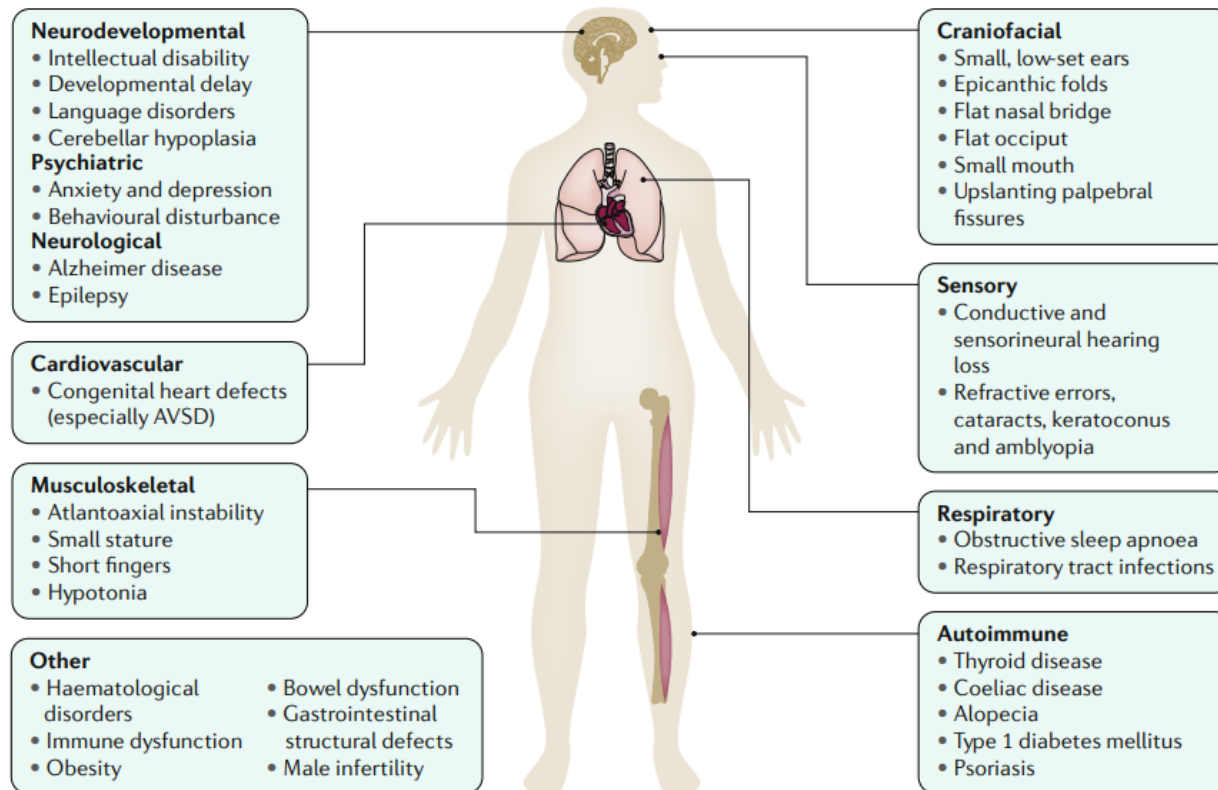 Neurodevelopmental
• Intellectual disability
• Developmental delay
• Language disorders
• Cerebellar hypoplasia
Psychiatric
• Anxiety and depression
• Behavioural disturbance
Neurological
• Alzheimer disease
• Epilepsy
Cardiovascular
• Congenital heart defects
(especially AVSD)
Musculoskeletal
• Atlantoaxial instability
• Small stature
• Short fingers
• Hypotonia
Other
• Haematological
disorders
• Immune dysfunction
• Obesity
• Bowel dysfunction
• Gastrointestinal
structural defects
• Male infertility
Craniofacial
• Small, low-set ears
• Epicanthic folds
• Flat nasal bridge
• Flat occiput
• Small mouth
• Upslanting palpebral
fissures
Sensory
• Conductive and
sensorineural hearing
loss
• Refractive errors,
cataracts, keratoconus
and amblyopia
Respiratory
• Obstructive sleep apnoea
• Respiratory tract infections
Autoimmune
• Thyroid disease
• Coeliac disease
• Alopecia
• Type 1 diabetes mellitus
• Psoriasis